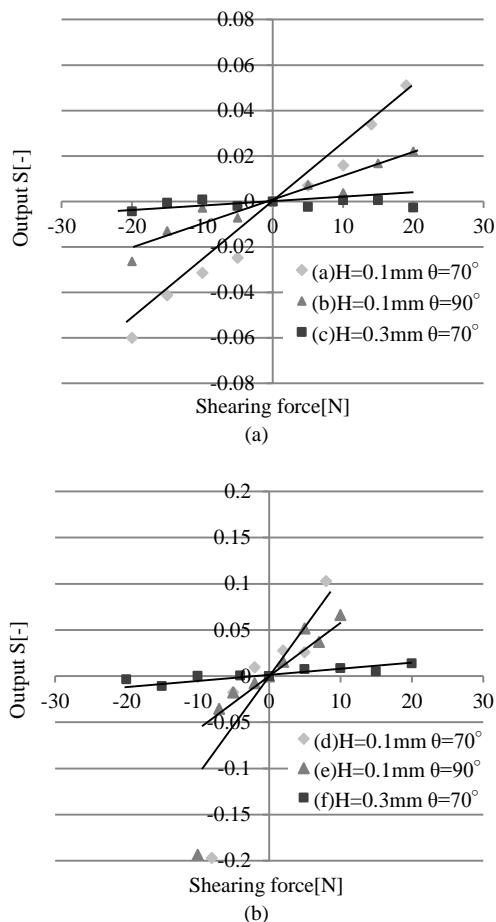 0.08
0.06
0.04
0.02
0
-0.02
-0.04
-0.06
-0.08
-30 -20 -10 0 10 20 30
Output S[-]
(a)H=0.1mm θ=70°
(b)H=0.1mm θ=90°
(c)H=0.3mm θ=70°
Shearing force[N]
(a)
0.2
0.15
0.1
0.05
0
-0.05
-0.1
-0.15
-0.2
-30 -20 -10 0 10 20 30
Output S[-]
(d)H=0.1mm θ=70°
(e)H=0.1mm θ=90°
(f)H=0.3mm θ=70°
Shearing force[N]
(b)